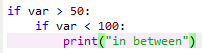 if var > 50:
    if var < 100:
        print("in between")